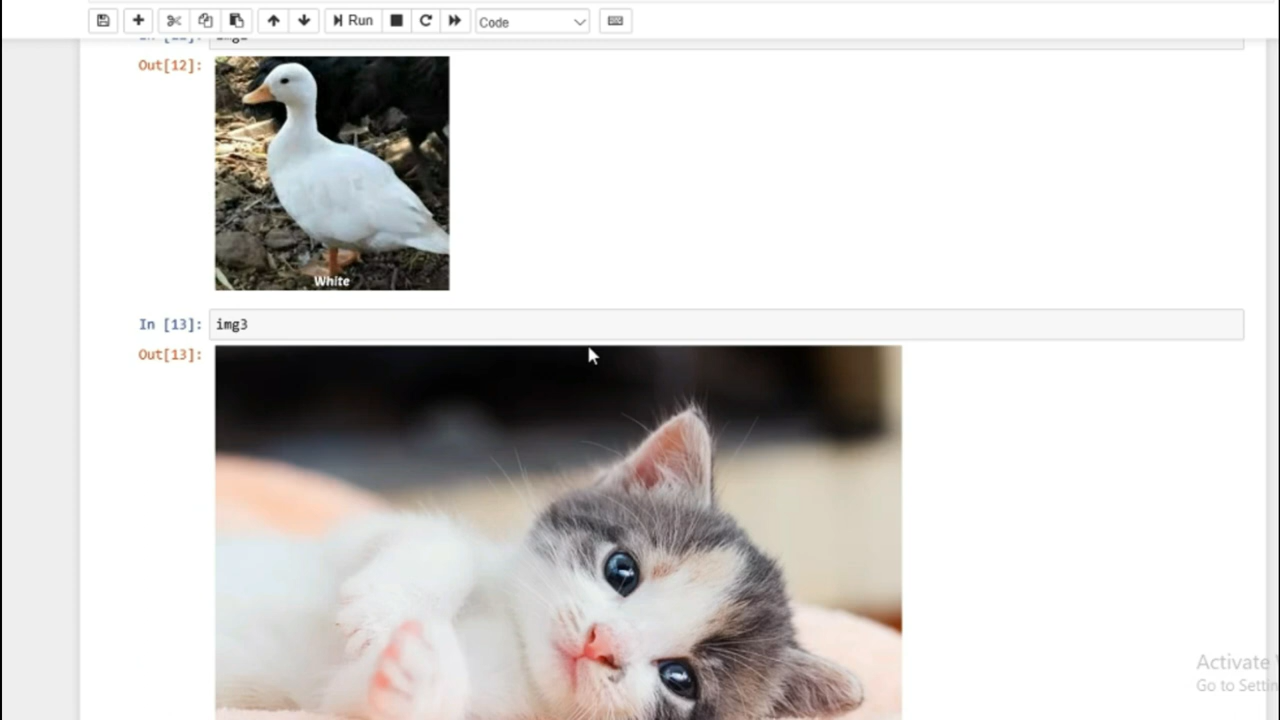 Run
Code
Out[12]:
White
In [13]:
img3
Out[13]:
Activate
Go to Settin